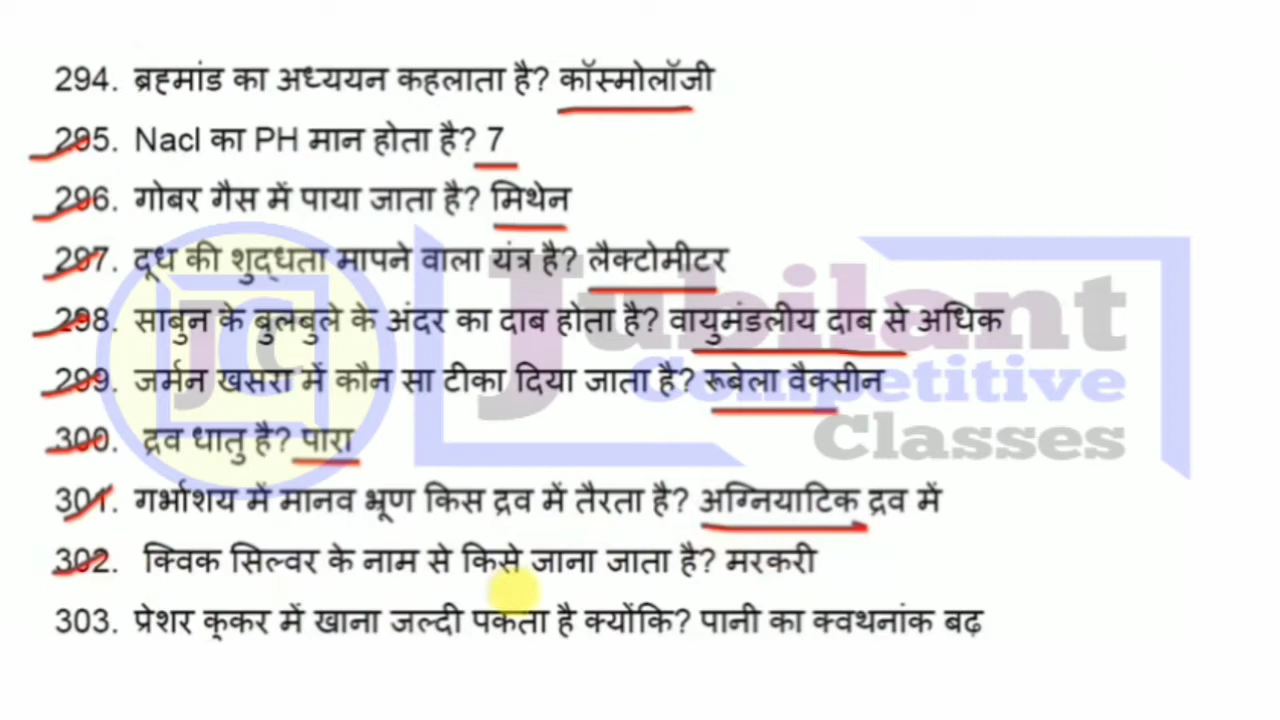 294. ब्रह्मांड का अध्ययन कहलाता है? कॉस्मोलॉजी
295. Nacl का PH मान होता है? 7
296. गोबर गैस में पाया जाता है? मिथेन
297. दूध की शुद्धता मापने वाला यंत्र है? लैक्टोमीटर
298. साबुन के बुलबुले के अंदर का दाब होता है? वायुमंडलीय दाब से अधिक
299. जर्मन खसरा में कौन सा टीका दिया जाता है? रूबेला वैक्सीन
300. द्रव धातु है? पारा
301. गर्भाशय में मानव भ्रूण किस द्रव में तैरता है? अग्नियाटिक द्रव में
302. क्विक सिल्वर के नाम से किसे जाना जाता है? मरकरी
303. प्रेशर कूकर में खाना जल्दी पकता है क्योंकि? पानी का क्वथनांक बढ़
JC
Jubilant
Competitive
Classes